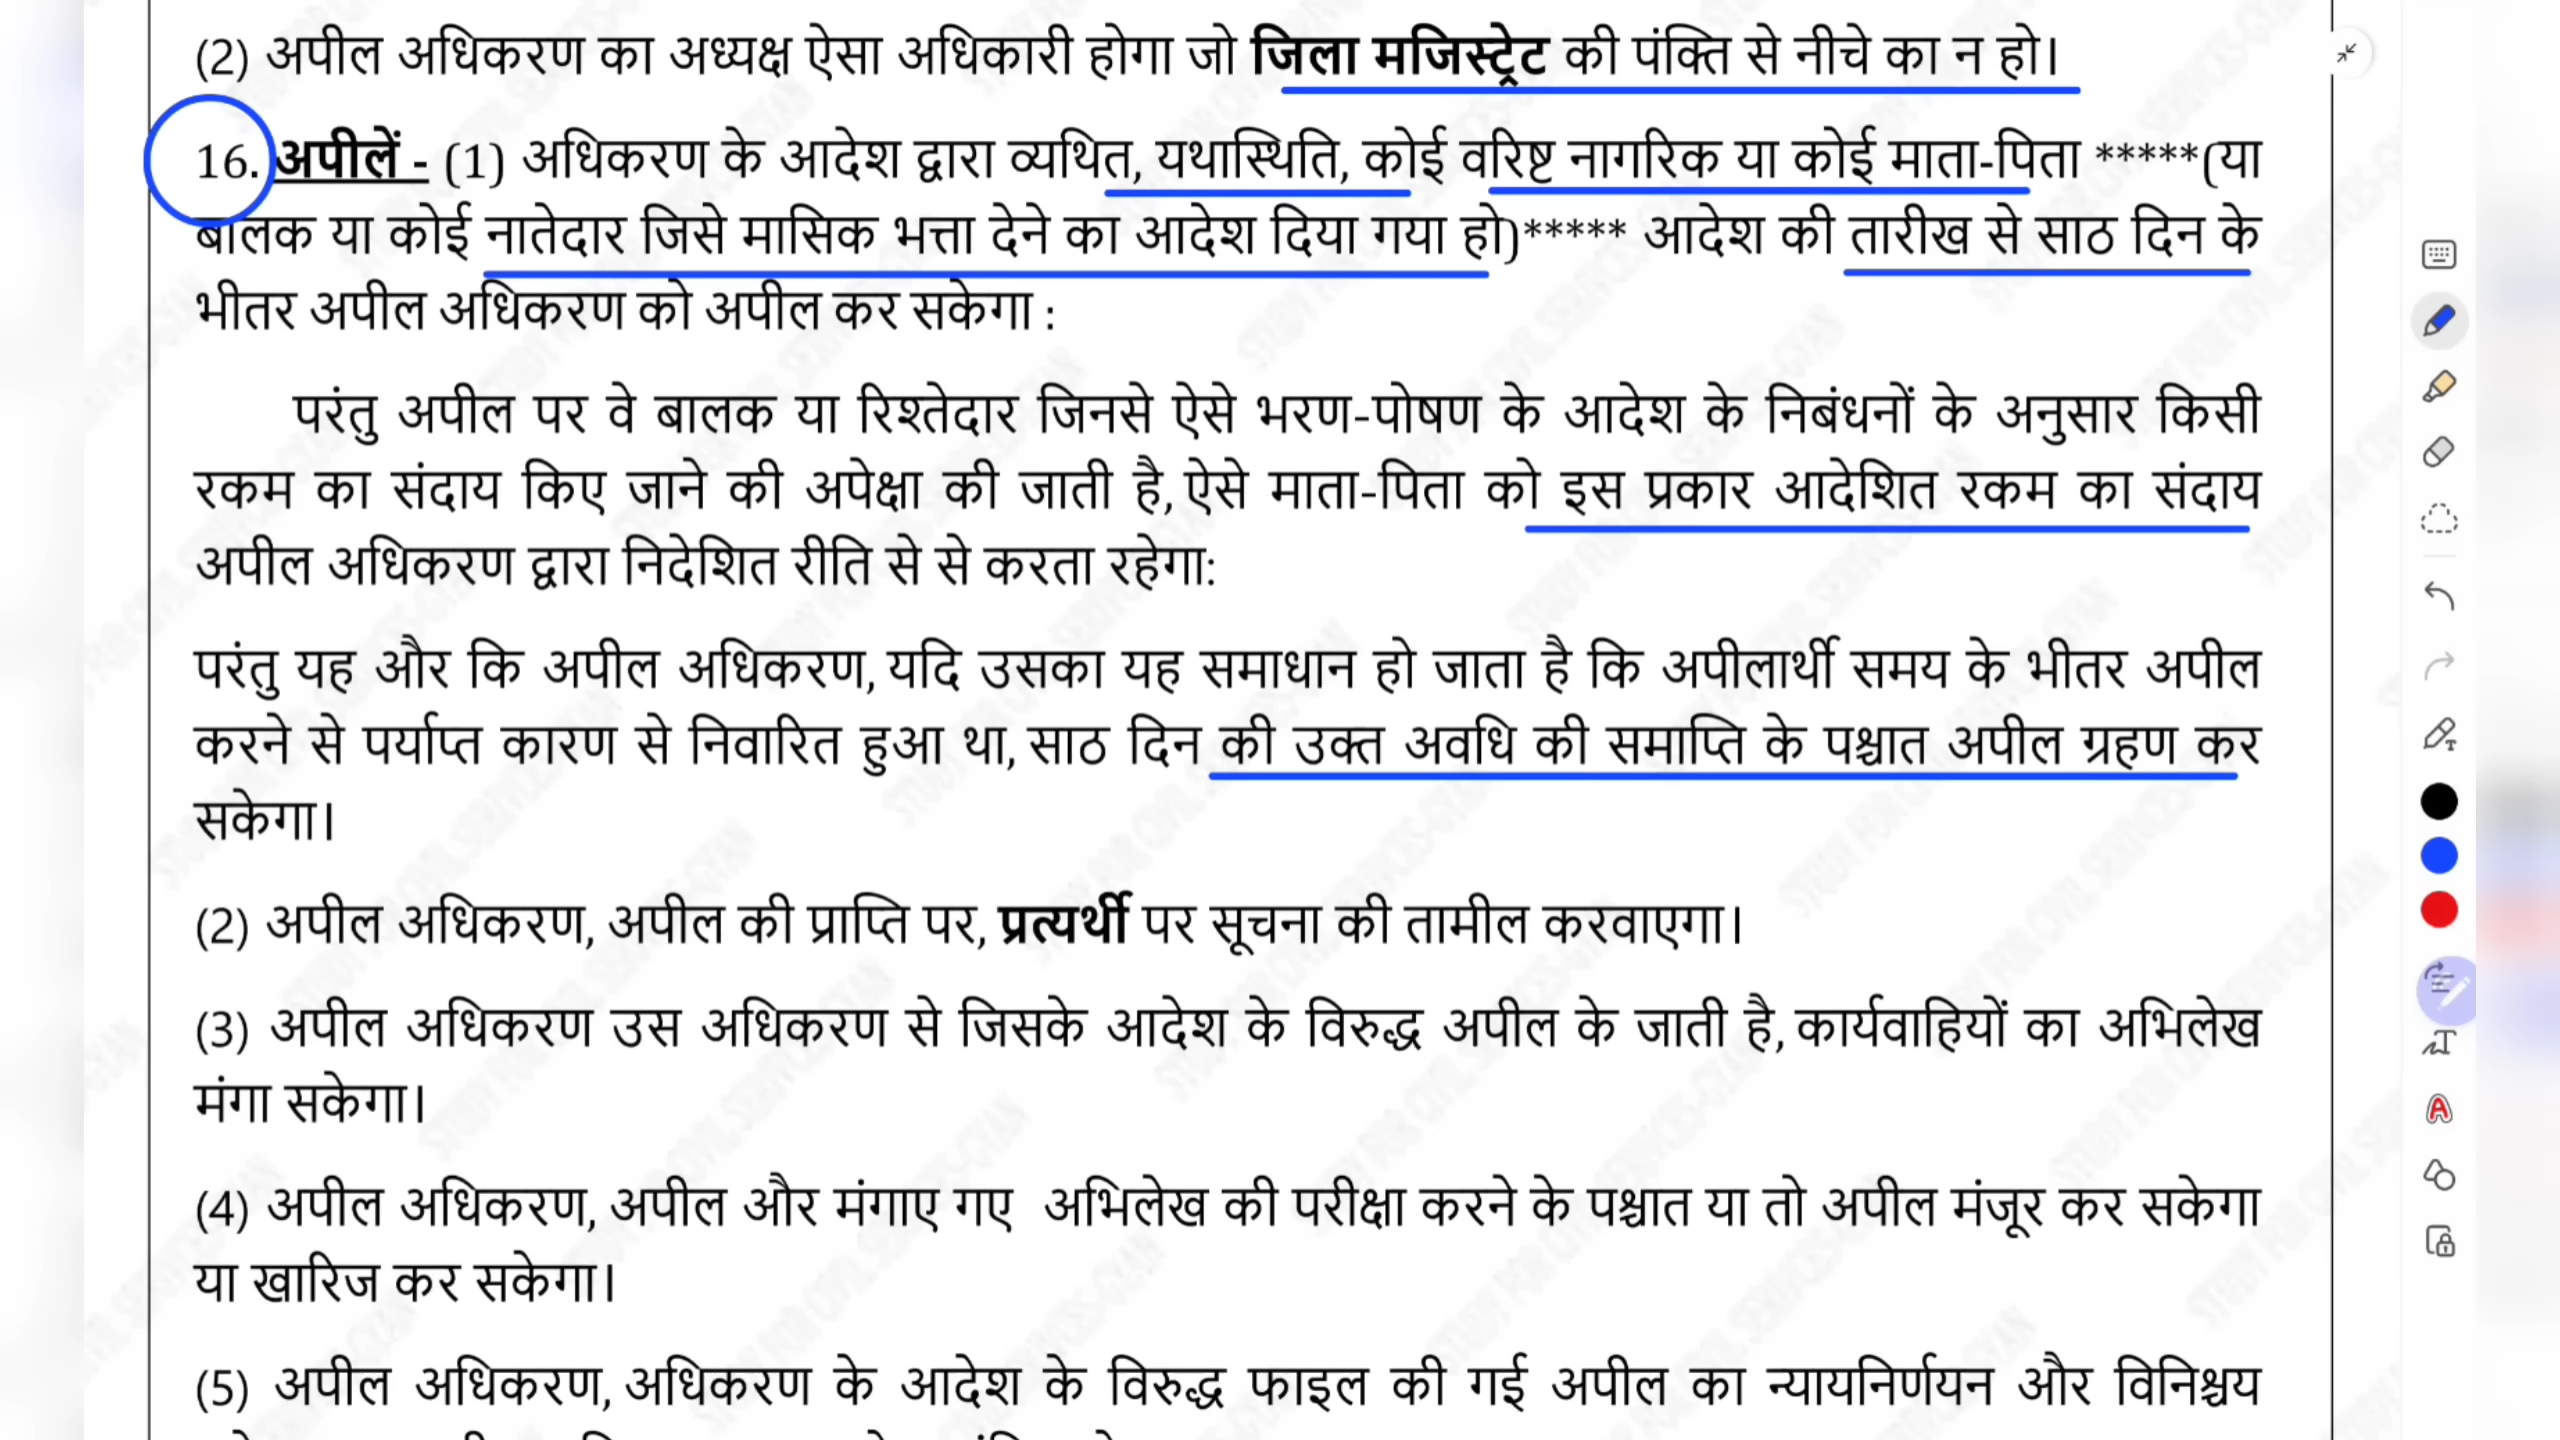 (2) अपील अधिकरण का अध्यक्ष ऐसा अधिकारी होगा जो जिला मजिस्ट्रेट की पंक्ति से नीचे का न हो।
16. अपीलें - (1) अधिकरण के आदेश द्वारा व्यथित, यथास्थिति, कोई वरिष्ट नागरिक या कोई माता-पिता *****(या
बालक या कोई नातेदार जिसे मासिक भत्ता देने का आदेश दिया गया हो)***** आदेश की तारीख से साठ दिन के
भीतर अपील अधिकरण को अपील कर सकेगा :
परंतु अपील पर वे बालक या रिश्तेदार जिनसे ऐसे भरण-पोषण के आदेश के निबंधनों के अनुसार किसी
रकम का संदाय किए जाने की अपेक्षा की जाती है, ऐसे माता-पिता को इस प्रकार आदेशित रकम का संदाय
अपील अधिकरण द्वारा निदेशित रीति से से करता रहेगा:
परंतु यह और कि अपील अधिकरण, यदि उसका यह समाधान हो जाता है कि अपीलार्थी समय के भीतर अपील
करने से पर्याप्त कारण से निवारित हुआ था, साठ दिन की उक्त अवधि की समाप्ति के पश्चात अपील ग्रहण कर
सकेगा।
(2) अपील अधिकरण, अपील की प्राप्ति पर, प्रत्यर्थी पर सूचना की तामील करवाएगा।
(3) अपील अधिकरण उस अधिकरण से जिसके आदेश के विरुद्ध अपील के जाती है, कार्यवाहियों का अभिलेख
मंगा सकेगा।
(4) अपील अधिकरण, अपील और मंगाए गए अभिलेख की परीक्षा करने के पश्चात या तो अपील मंजूर कर सकेगा
या खारिज कर सकेगा।
(5) अपील अधिकरण, अधिकरण के आदेश के विरुद्ध फाइल की गई अपील का न्यायनिर्णयन और विनिश्चय